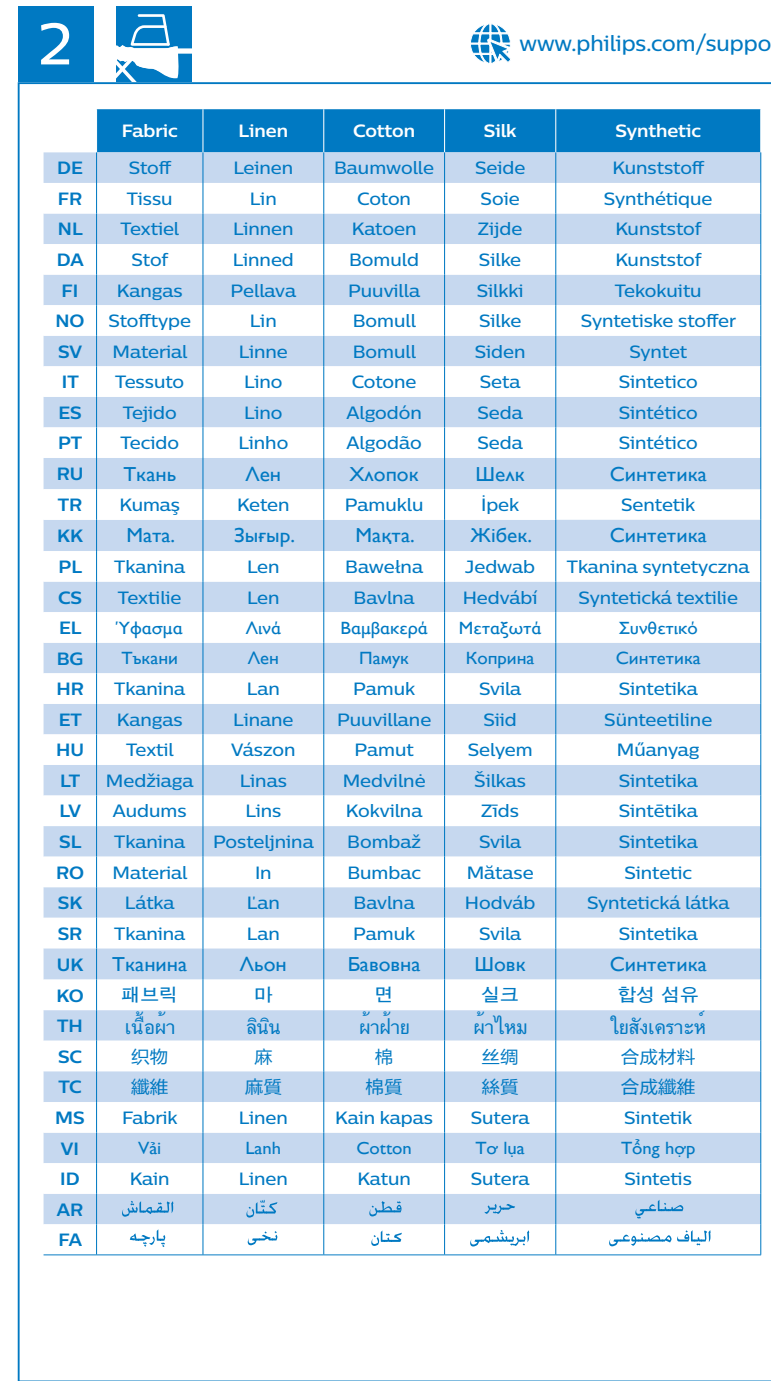 2
www.philips.com/suppo
Fabric Linen Cotton Silk Synthetic
DE Stoff Leinen Baumwolle Seide Kunststoff
FR Tissu Lin Coton Soie Synthétique
NL Textiel Linnen Katoen Zijde Kunststof
DA Stof Linned Bomuld Silke Kunststof
FI Kangas Pellava Puuvilla Silkki Tekokuitu
NO Stofftype Lin Bomull Silke Syntetiske stoffer
SV Material Linne Bomull Siden Syntet
IT Tessuto Lino Cotone Seta Sintetico
ES Tejido Lino Algodón Seda Sintético
PT Tecido Linho Algodão Seda Sintético
RU Ткань Лен Хлопок Шелк Синтетика
TR Kumaş Keten Pamuklu İpek Sentetik
KK Мата. Зығыр. Мақта. Жібек. Синтетика
PL Tkanina Len Bawełna Jedwab Tkanina syntetyczna
CS Textilie Len Bavlna Hedvábí Syntetická textilie
EL Ύφασμα Λινά Βαμβακερά Μεταξωτά Συνθετικό
BG Тъкани Лен Памук Коприна Синтетика
HR Tkanina Lan Pamuk Svila Sintetika
ET Kangas Linane Puuvillane Siid Sünteetiline
HU Textil Vászon Pamut Selyem Műanyag
LT Medžiaga Linas Medvilnė Šilkas Sintetika
LV Audums Lins Kokvilna Zīds Sintētika
SL Tkanina Posteljnina Bombaž Svila Sintetika
RO Material In Bumbac Mătase Sintetic
SK Látka Ľan Bavlna Hodváb Syntetická látka
SR Tkanina Lan Pamuk Svila Sintetika
UK Тканина Льон Бавовна Шовк Синтетика
KO 패브릭 마 면 실크 합성 섬유
TH เนื้อผ้า ลินิน ผ้าฝ้าย ผ้าไหม ใยสังเคราะห์
SC 织物 麻 棉 丝绸 合成材料
TC 纖維 麻質 棉質 絲質 合成纖維
MS Fabrik Linen Kain kapas Sutera Sintetik
VI Vải Lanh Cotton Tơ lụa Tổng hợp
ID Kain Linen Katun Sutera Sintetis
AR القماش كتّان قطن حرير صناعي
FA پارچه نخی کتان ابریشمی الیاف مصنوعی